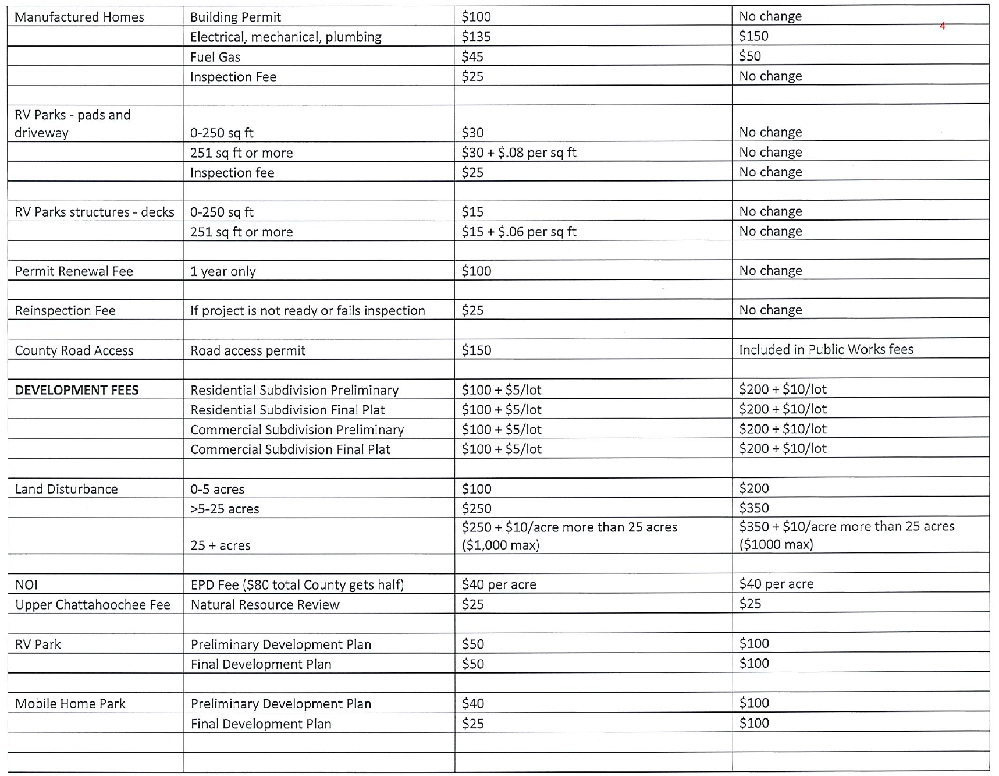 Manufactured Homes Building Permit $100 No change
4
Electrical, mechanical, plumbing $135 $150
Fuel Gas $45 $50
Inspection Fee $25 No change
RV Parks - pads and
driveway 0-250 sq ft $30 No change
251 sq ft or more $30 + $.08 per sq ft No change
Inspection fee $25 No change
RV Parks structures - decks 0-250 sq ft $15 No change
251 sq ft or more $15 + $.06 per sq ft No change
Permit Renewal Fee 1 year only $100 No change
Reinspection Fee If project is not ready or fails inspection $25 No change
County Road Access Road access permit $150 Included in Public Works fees
DEVELOPMENT FEES Residential Subdivision Preliminary $100 + $5/lot $200 + $10/lot
Residential Subdivision Final Plat $100 + $5/lot $200 + $10/lot
Commercial Subdivision Preliminary $100 + $5/lot $200 + $10/lot
Commercial Subdivision Final Plat $100 + $5/lot $200 + $10/lot
Land Disturbance 0-5 acres $100 $200
>5-25 acres $250 $350
$250 + $10/acre more than 25 acres $350 + $10/acre more than 25 acres
25 + acres ($1,000 max) ($1000 max)
NOI EPD Fee ($80 total County gets half) $40 per acre $40 per acre
Upper Chattahoochee Fee Natural Resource Review $25 $25
RV Park Preliminary Development Plan $50 $100
Final Development Plan $50 $100
Mobile Home Park Preliminary Development Plan $40 $100
Final Development Plan $25 $100